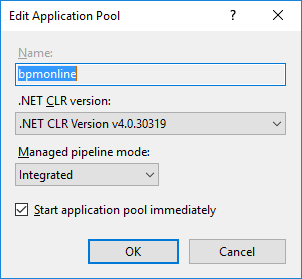 Edit Application Pool
Name:
bpmonline
.NET CLR version:
.NET CLR Version v4.0.30319
Managed pipeline mode:
Integrated
Start application pool immediately
OK Cancel